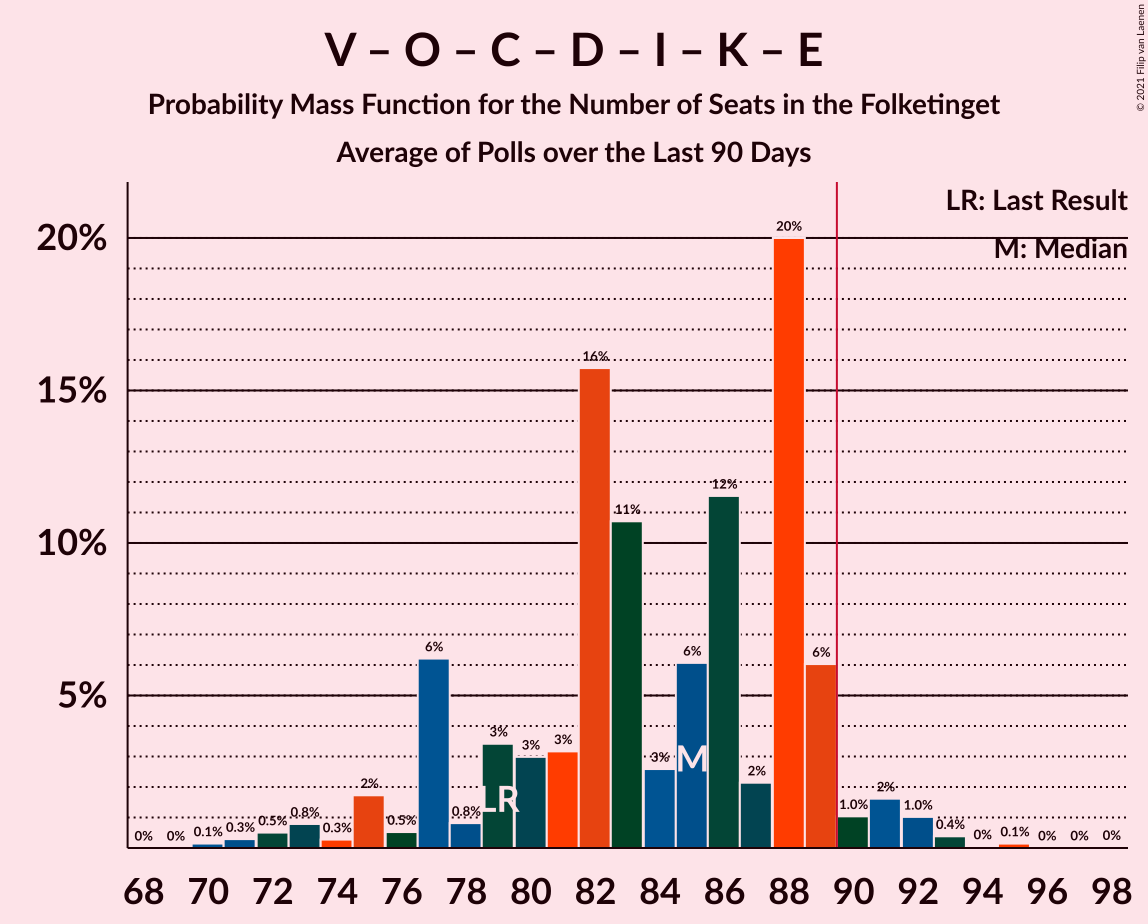 V – O – C – D – I – K – E
Probability Mass Function for the Number of Seats in the Folketinget
Average of Polls over the Last 90 Days
© 2021 Filip van Laenen
LR: Last Result
M: Median
20%
15%
10%
5%
0% 0% 0.1% 0.3% 0.5% 0.8% 0.3% 2% 0.5% 6% 0.8% 3% 3% 3% 16% 11% 3% 6% 12% 2% 20% 6% 1.0% 2% 1.0% 0.4% 0% 0.1% 0% 0% 0%
LR
M
68 70 72 74 76 78 80 82 84 86 88 90 92 94 96 98